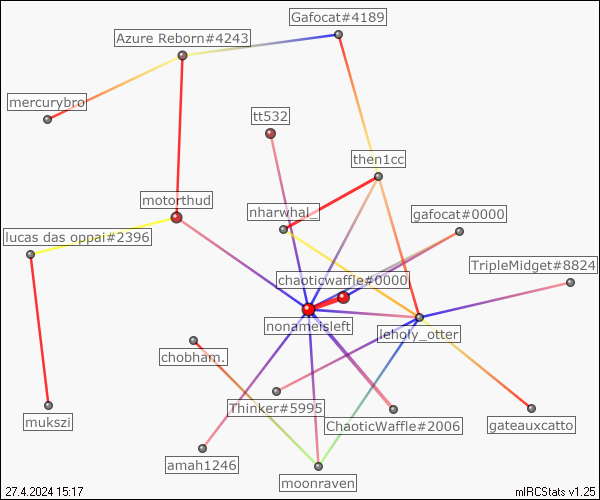 Gafocat#4189
Azure Reborn#4243
mercurybro
tt532
then1cc
motorthud
nharwhal_
gafocat#0000
lucas das oppai#2396
TripleMidget#8824
chaoticwaffle#0000
nonameisleft
leholy_otter
chobham.
Thinker#5995
mukszi
ChaoticWaffle#2006
gateauxcatto
amah1246
moonraven
27.4.2024 15:17
mIRCStats v1.25